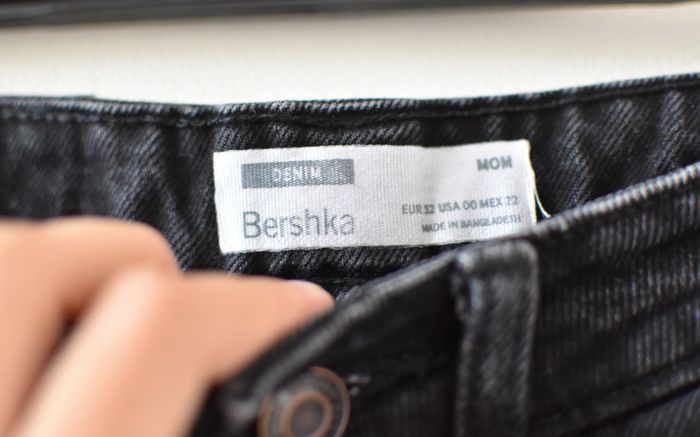 DENIM
MOM
Bershka
EUR 32 USA 00 MEX 22
MADE IN BANGLADESH